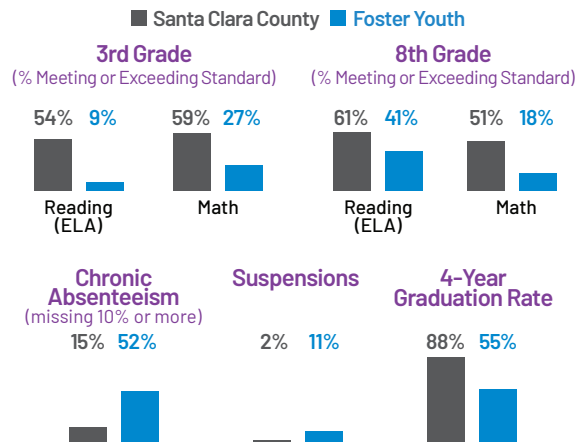 Santa Clara County Foster Youth
3rd Grade
(% Meeting or Exceeding Standard)
54% 9% 59% 27%
Reading (ELA) Math
8th Grade
(% Meeting or Exceeding Standard)
61% 41% 51% 18%
Reading (ELA) Math
Chronic
Absenteeism
(missing 10% or more)
15% 52%
Suspensions
2% 11%
4-Year
Graduation Rate
88% 55%